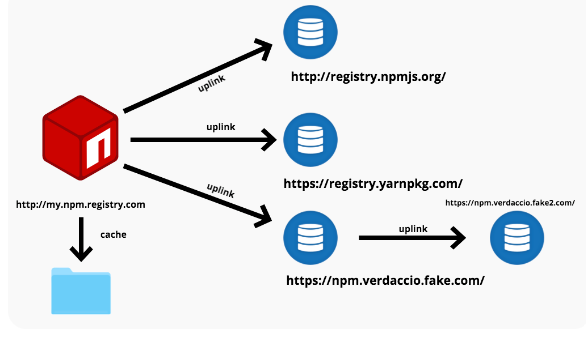 uplink
http://registry.npmjs.org/
uplink
https://registry.yarnpkg.com/
http://my.npm.registry.com
uplink
https://npm.verdaccio.fake2.com/
cache
uplink
https://npm.verdaccio.fake.com/